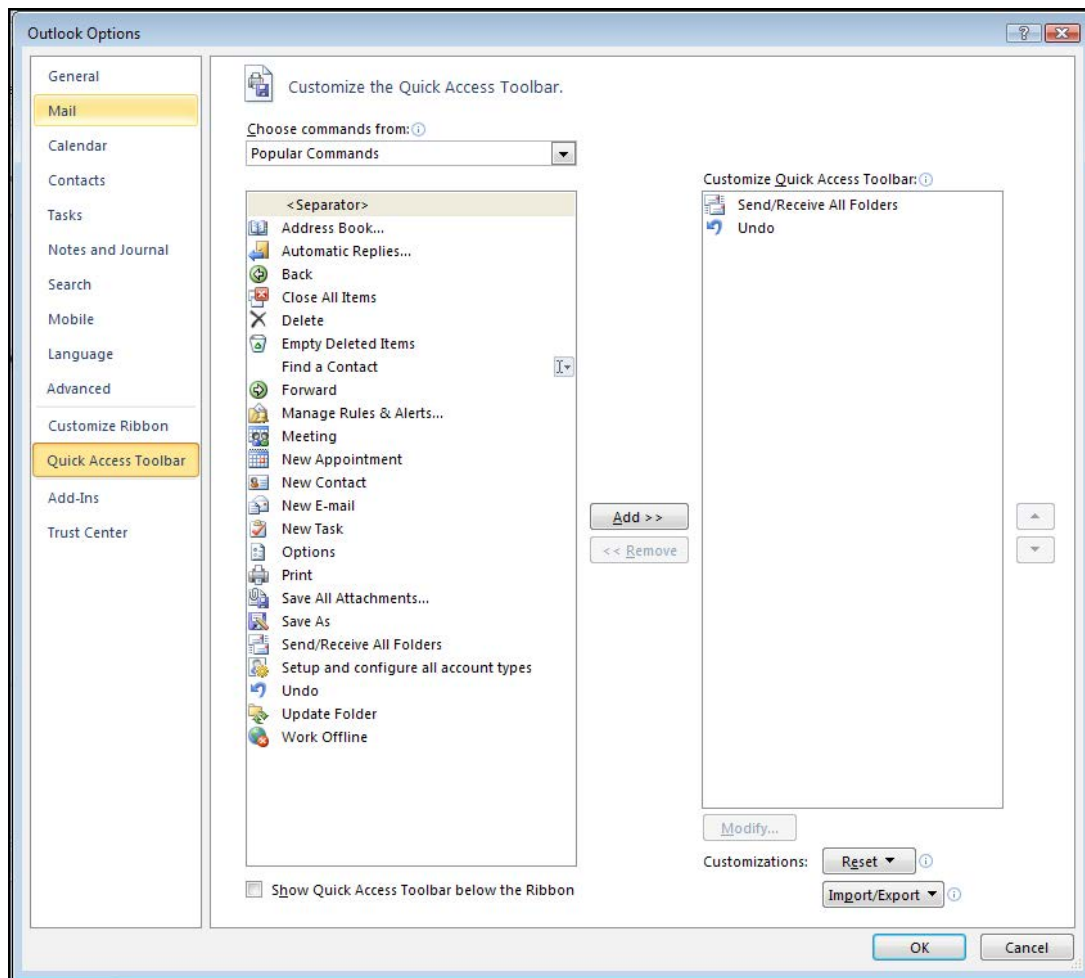 Outlook Options
General
Mail
Calendar
Contacts
Tasks
Notes and Journal
Search
Mobile
Language
Advanced
Customize Ribbon
Quick Access Toolbar
Add-Ins
Trust Center
Customize the Quick Access Toolbar.
Choose commands from:
Popular Commands
<Separator>
Address Book...
Automatic Replies...
Back
Close All Items
Delete
Empty Deleted Items
Find a Contact
Forward
Manage Rules & Alerts...
Meeting
New Appointment
New Contact
New E-mail
New Task
Options
Print
Save All Attachments...
Save As
Send/Receive All Folders
Setup and configure all account types
Undo
Update Folder
Work Offline
Show Quick Access Toolbar below the Ribbon
Add >>
<< Remove
Customize Quick Access Toolbar:
Send/Receive All Folders
Undo
Modify...
Customizations: Reset
Import/Export
OK Cancel